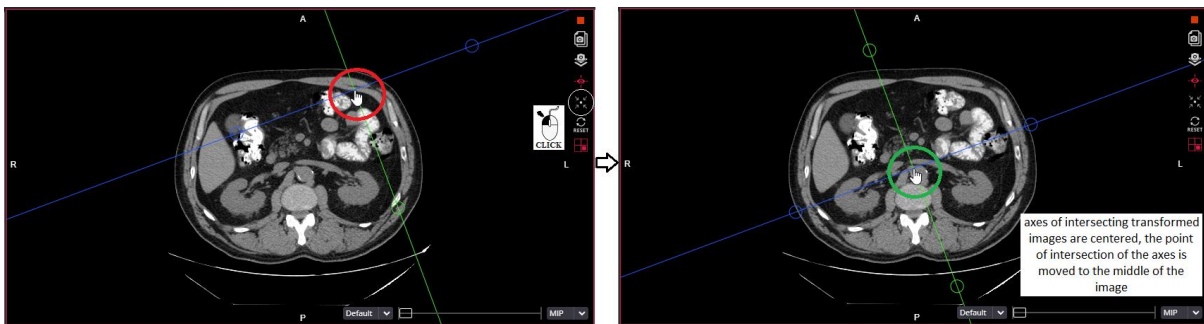 A
R
L
P
RESET
CLICK
Default
MIP
A
R
L
P
RESET
axes of intersecting transformed
images are centered, the point
of intersection of the axes is
moved to the middle of the
image
Default
MIP